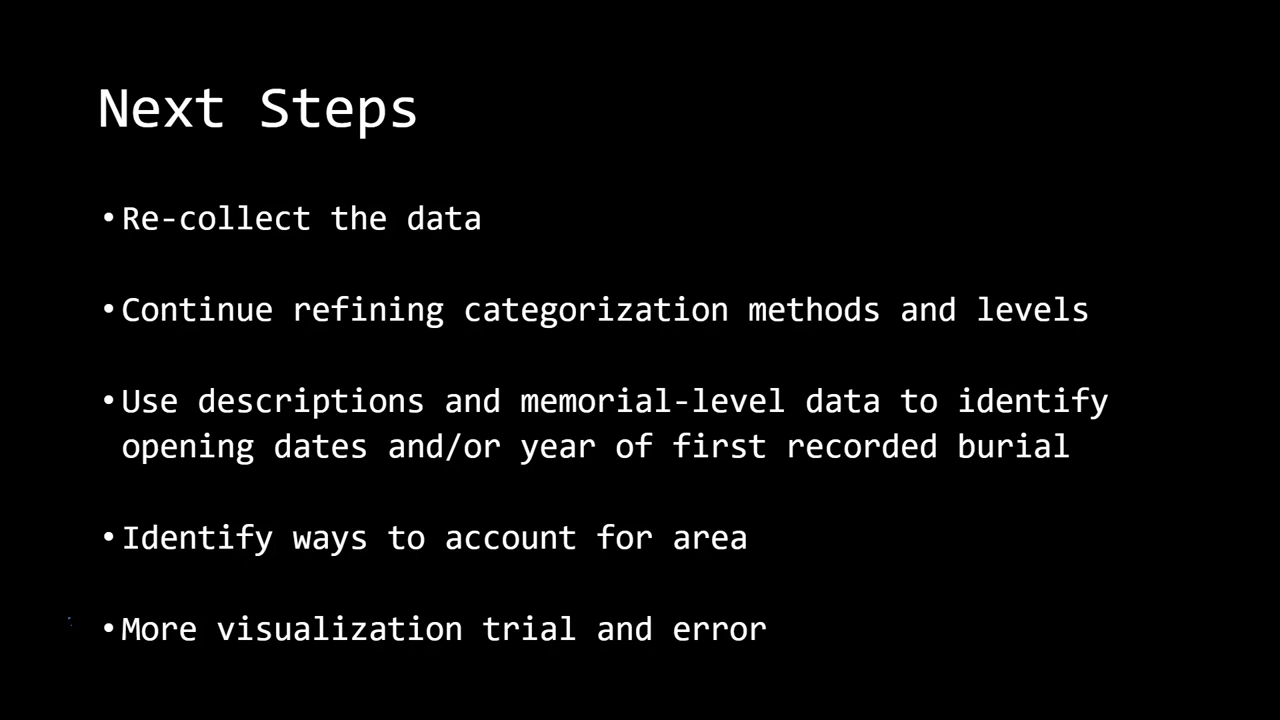 Next Steps
•Re-collect the data
•Continue refining categorization methods and levels
•Use descriptions and memorial-level data to identify
opening dates and/or year of first recorded burial
•Identify ways to account for area
•More visualization trial and error